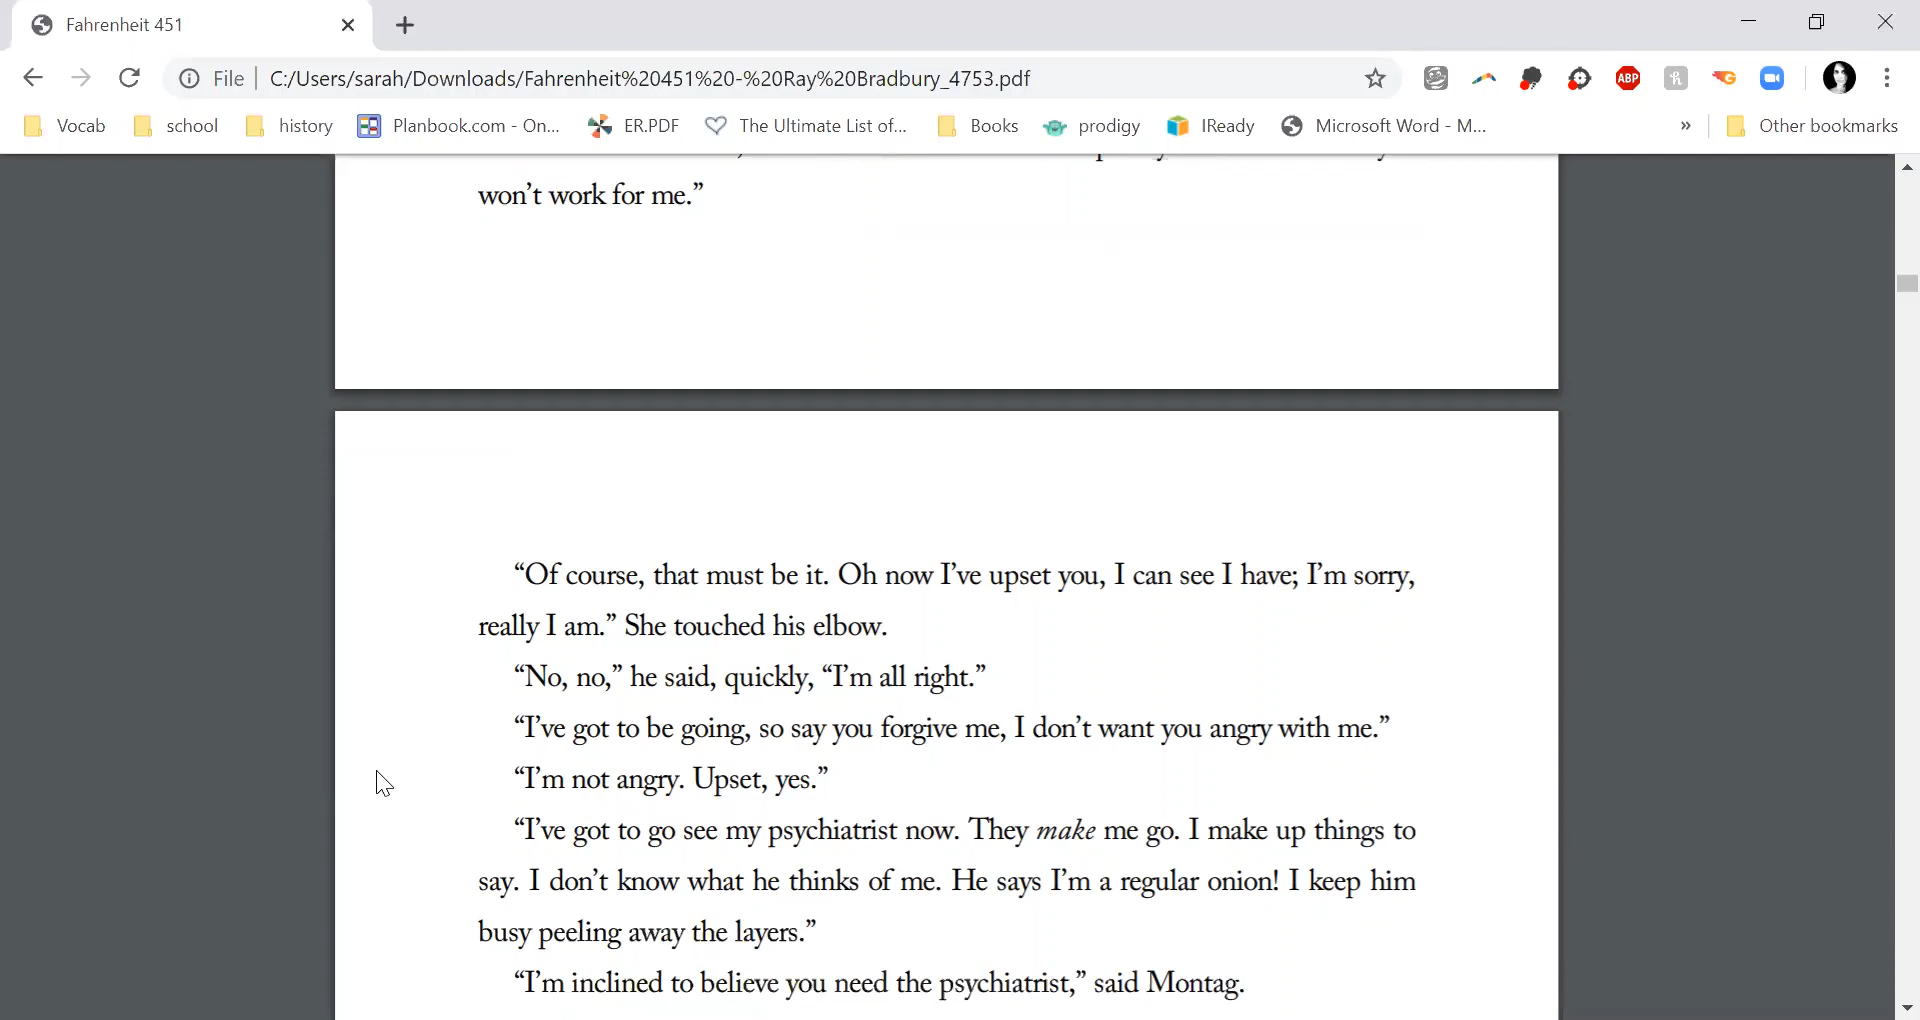 Fahrenheit 451
File C:/Users/sarah/Downloads/Fahrenheit%20451%20-%20Ray%20Bradbury_4753.pdf
ABP
Vocab school history Planbook.com - On... ER.PDF The Ultimate List of... Books prodigy IReady Microsoft Word - M... » Other bookmarks
won’t work for me.”
“Of course, that must be it. Oh now I’ve upset you, I can see I have; I’m sorry,
really I am.” She touched his elbow.
“No, no,” he said, quickly, “I’m all right.”
“I’ve got to be going, so say you forgive me, I don’t want you angry with me.”
“I’m not angry. Upset, yes.”
“I’ve got to go see my psychiatrist now. They make me go. I make up things to
say. I don’t know what he thinks of me. He says I’m a regular onion! I keep him
busy peeling away the layers.”
“I’m inclined to believe you need the psychiatrist,” said Montag.